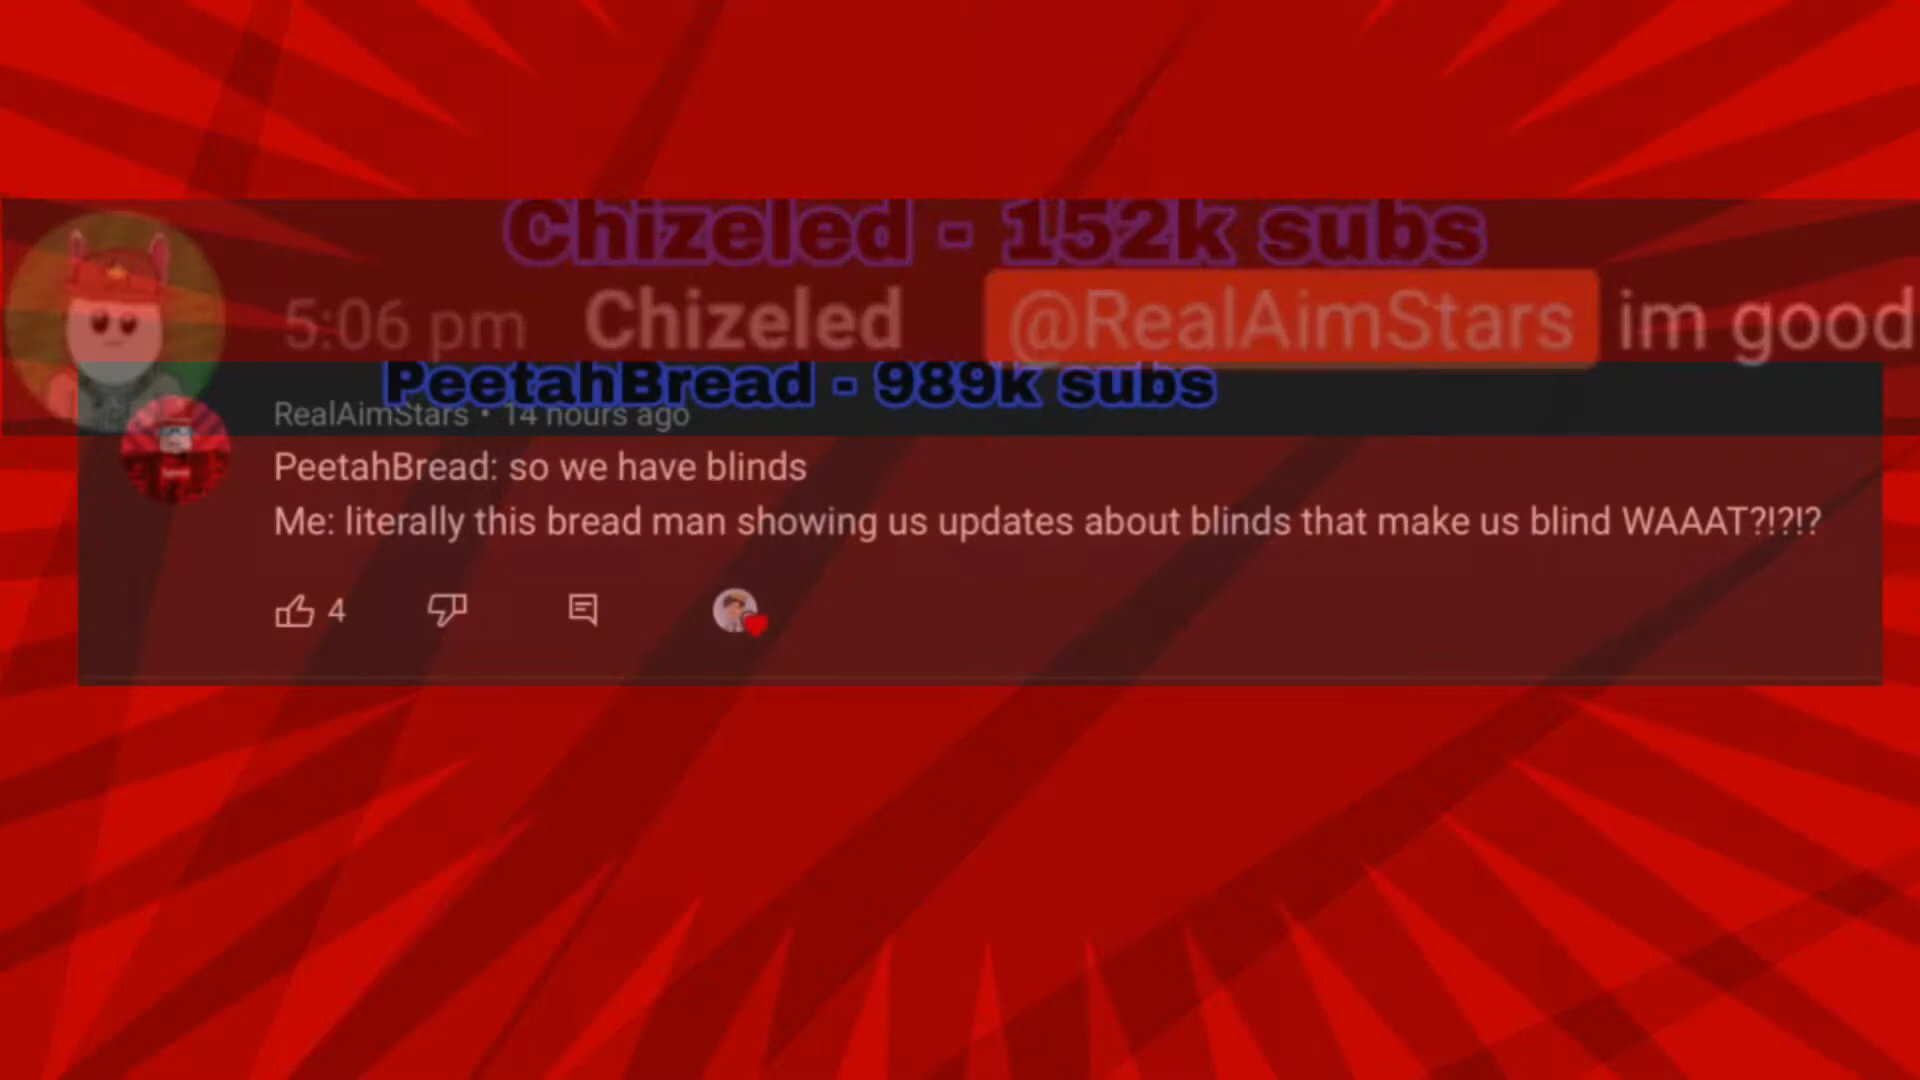 Chizeled - 152k subs
5:06 pm Chizeled @RealAimStars im good
PeetahBread - 989k subs
RealAimStars • 14 hours ago
PeetahBread: so we have blinds
Me: literally this bread man showing us updates about blinds that make us blind WAAAT?!?!?
4